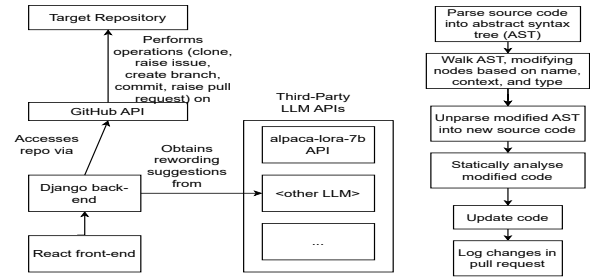 Target Repository
Performs
operations (clone,
raise issue,
create branch,
commit, raise pull
request) on
GitHub API
Accesses
repo via
Django back-
end
React front-end
Obtains
rewording
suggestions
from
Third-Party
LLM APIs
alpaca-lora-7b
API
<other LLM>
...
Parse source code
into abstract syntax
tree (AST)
Walk AST, modifying
nodes based on name,
context, and type
Unparse modified AST
into new source code
Statically analyse
modified code
Update code
Log changes in
pull request